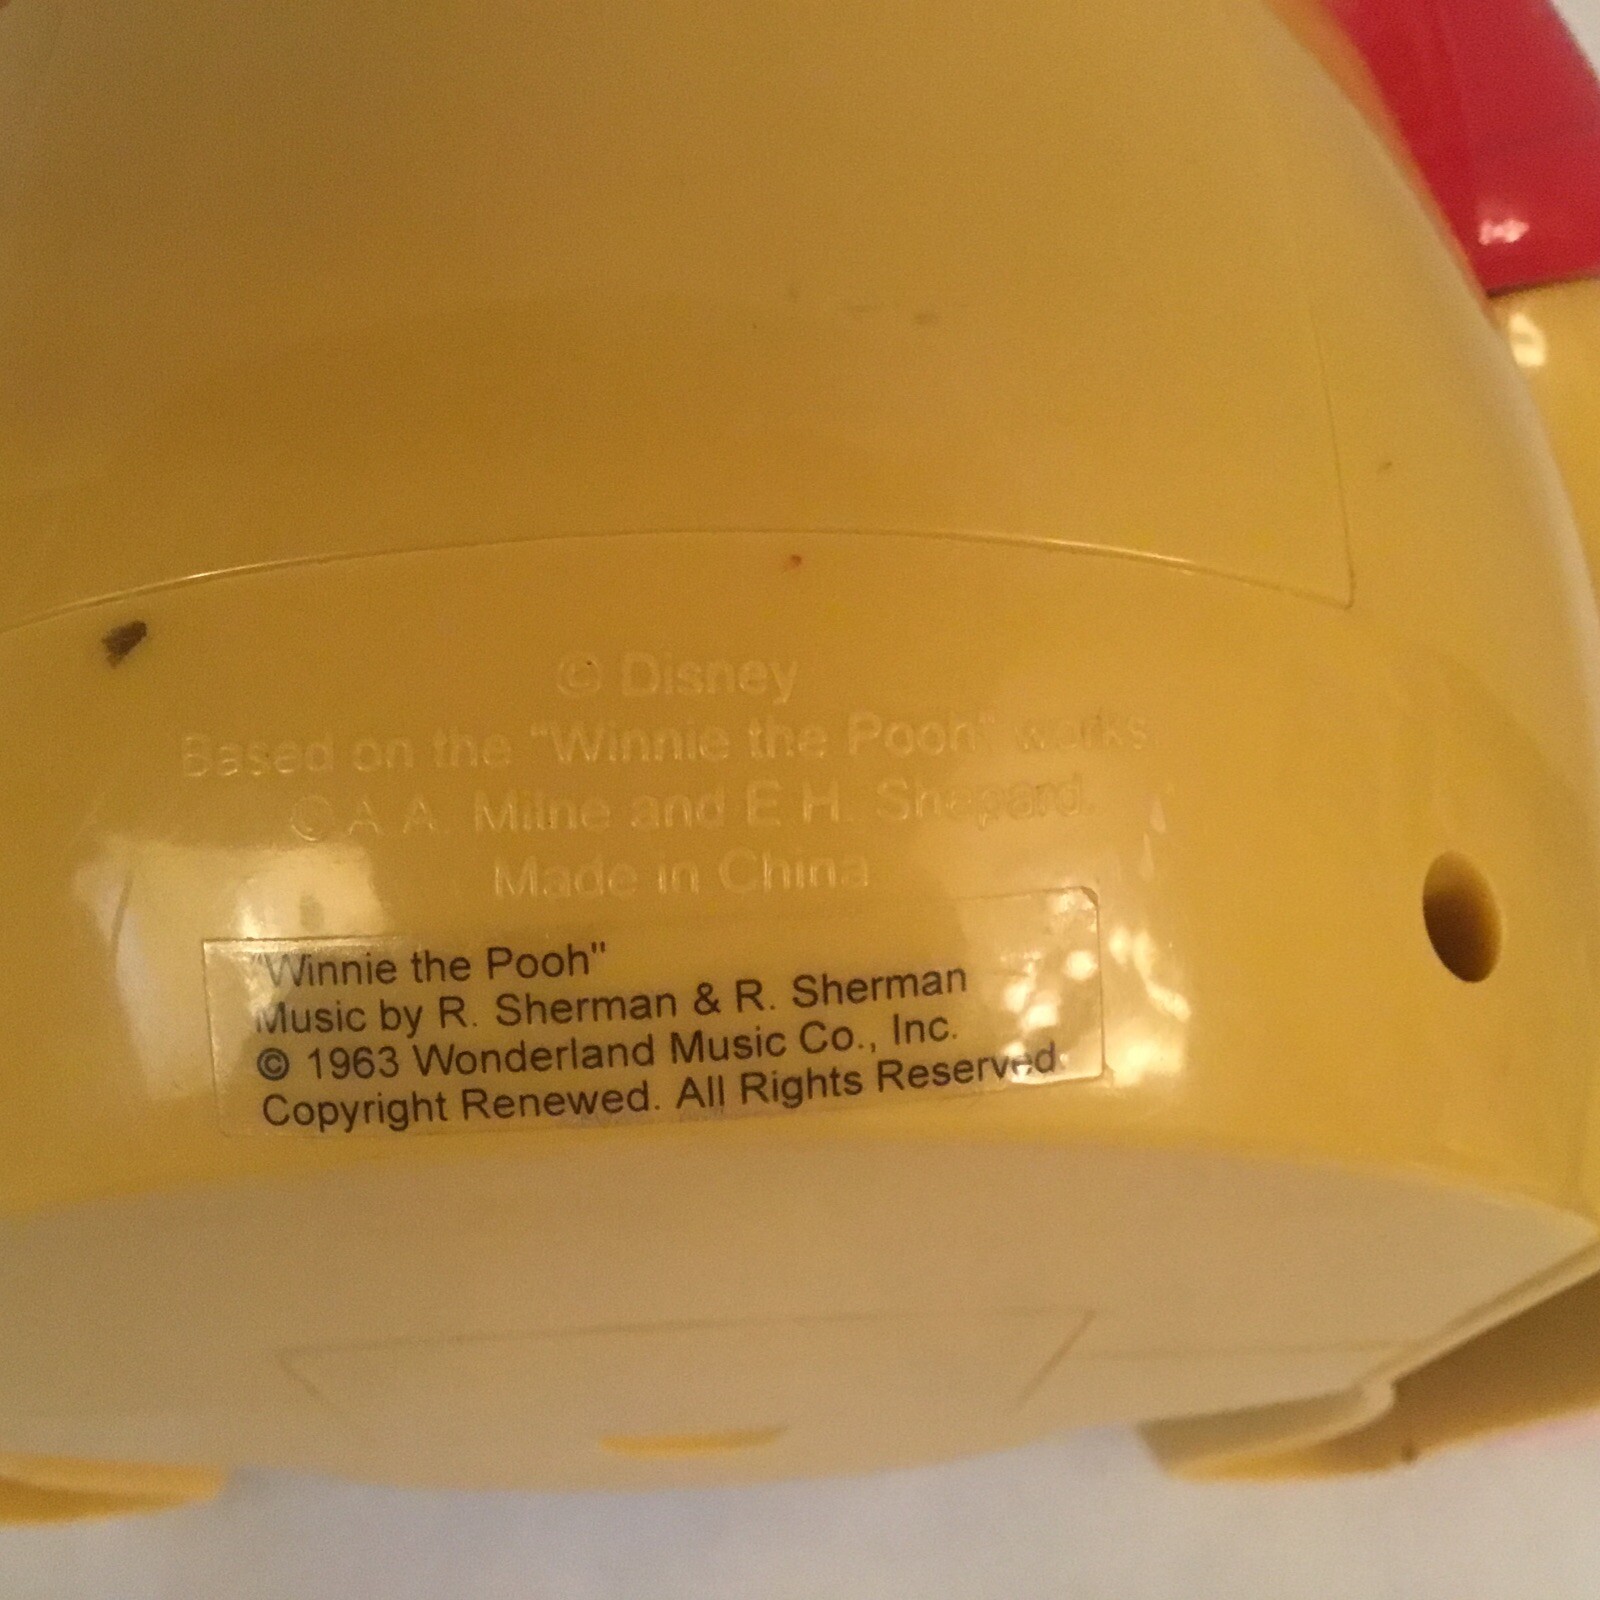 © Disney
Based on the "Winnie the Pooh" works
© A.A. Milne and E.H. Shepard.
Made in China
"Winnie the Pooh"
Music by R. Sherman & R. Sherman
© 1963 Wonderland Music Co., Inc.
Copyright Renewed. All Rights Reserved.